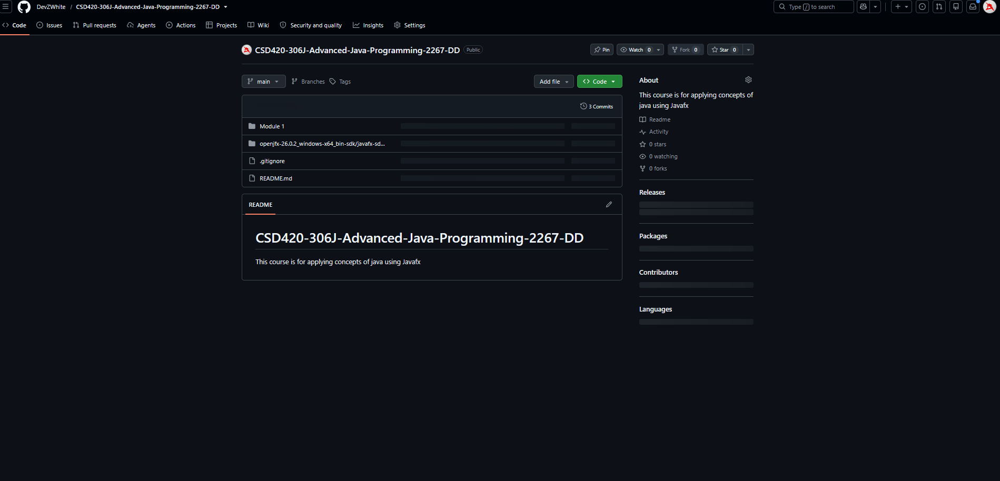 DevZWhite / CSD420-306J-Advanced-Java-Programming-2267-DD
Type / to search
Code Issues Pull requests Agents Actions Projects Wiki Security and quality Insights Settings
CSD420-306J-Advanced-Java-Programming-2267-DD Public
Pin Watch 0 Fork 0 Star 0
main Branches Tags
Add file Code
3 Commits
Module 1
openjfx-26.0.2_windows-x64_bin-sdk/javafx-sd...
.gitignore
README.md
README
CSD420-306J-Advanced-Java-Programming-2267-DD
This course is for applying concepts of java using Javafx
About
This course is for applying concepts of
java using Javafx
Readme
Activity
0 stars
0 watching
0 forks
Releases
Packages
Contributors
Languages